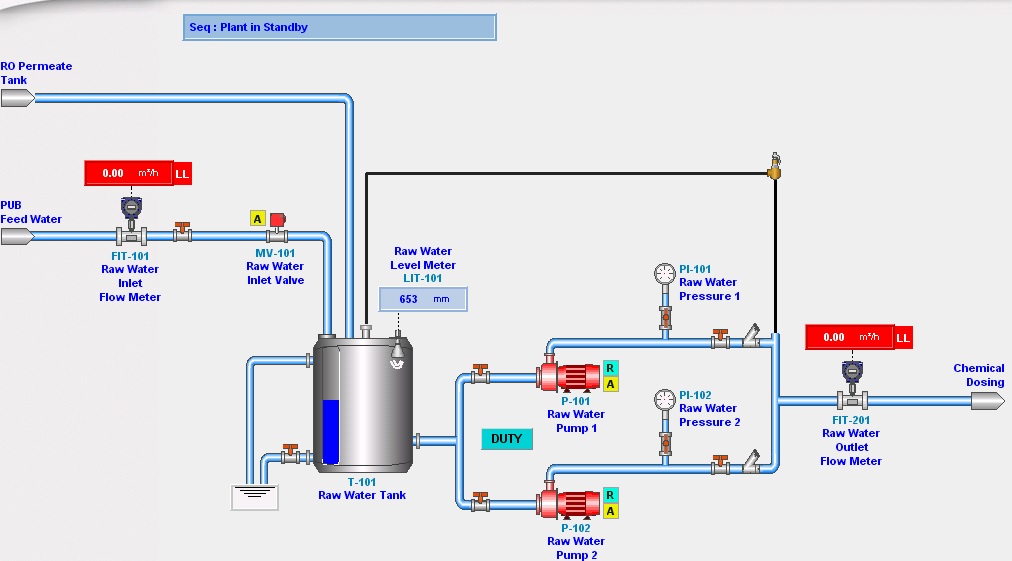 Seq : Plant in Standby
RO Permeate
Tank
0.00 m³/h LL
PUB
Feed Water
A
FIT-101
Raw Water
Inlet
Flow Meter
MV-101
Raw Water
Inlet Valve
Raw Water
Level Meter
LIT-101
653 mm
PI-101
Raw Water
Pressure 1
0.00 m³/h LL
R
A
P-101
Raw Water
Pump 1
PI-102
Raw Water
Pressure 2
Chemical
Dosing
FIT-201
Raw Water
Outlet
Flow Meter
DUTY
T-101
Raw Water Tank
R
A
P-102
Raw Water
Pump 2